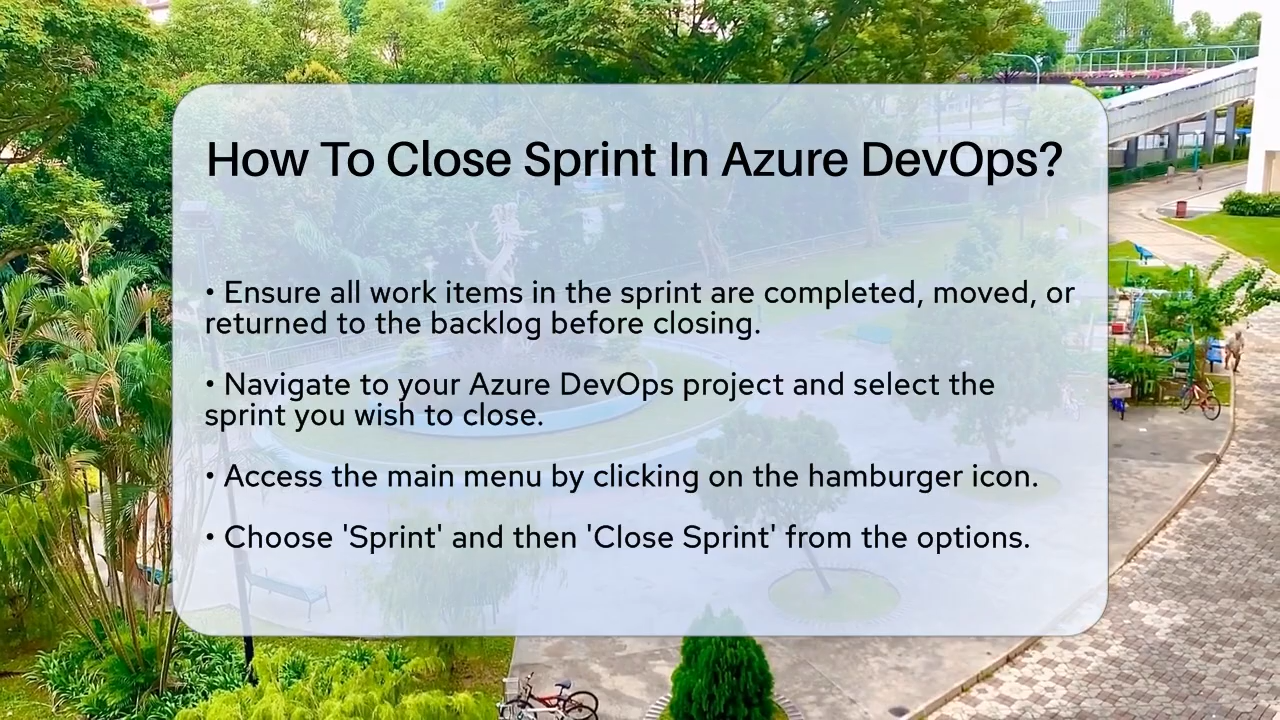 How To Close Sprint In Azure DevOps?
• Ensure all work items in the sprint are completed, moved, or
returned to the backlog before closing.
• Navigate to your Azure DevOps project and select the
sprint you wish to close.
• Access the main menu by clicking on the hamburger icon.
• Choose 'Sprint' and then 'Close Sprint' from the options.